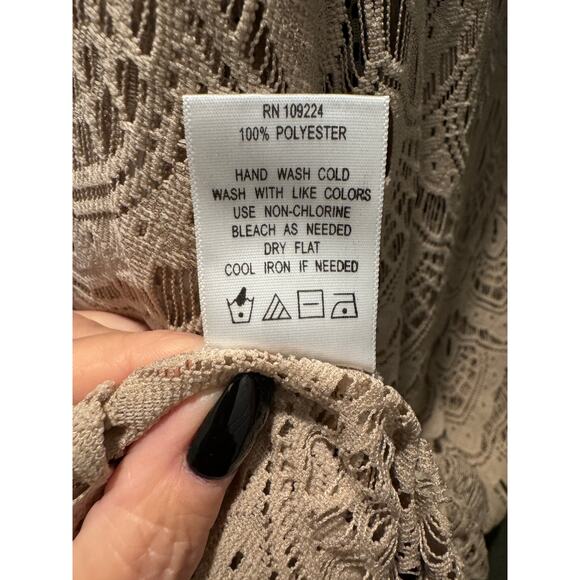 RN 109224
100% POLYESTER
HAND WASH COLD
WASH WITH LIKE COLORS
USE NON-CHLORINE
BLEACH AS NEEDED
DRY FLAT
COOL IRON IF NEEDED